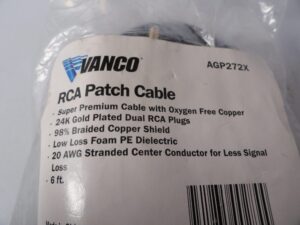 VANCO
AGP272X
RCA Patch Cable
- Super Premium Cable with Oxygen Free Copper
- 24K Gold Plated Dual RCA Plugs
- 98% Braided Copper Shield
- Low Loss Foam PE Dielectric
- 20 AWG Stranded Center Conductor for Less Signal
Loss
- 6 ft.